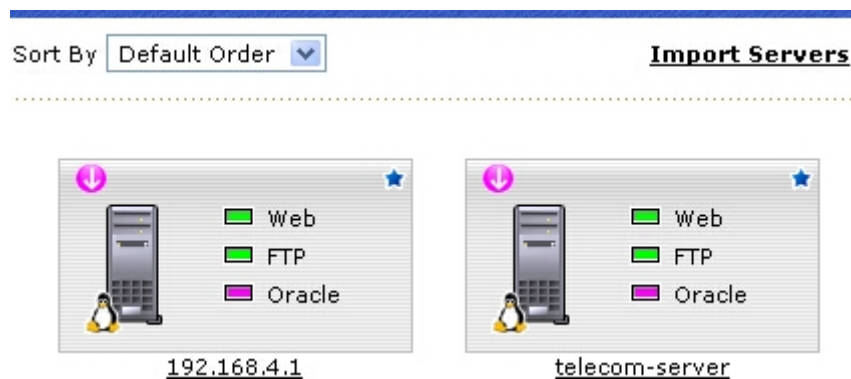 Sort By Default Order Import Servers
Web Web
FTP FTP
Oracle Oracle
192.168.4.1 telecom-server